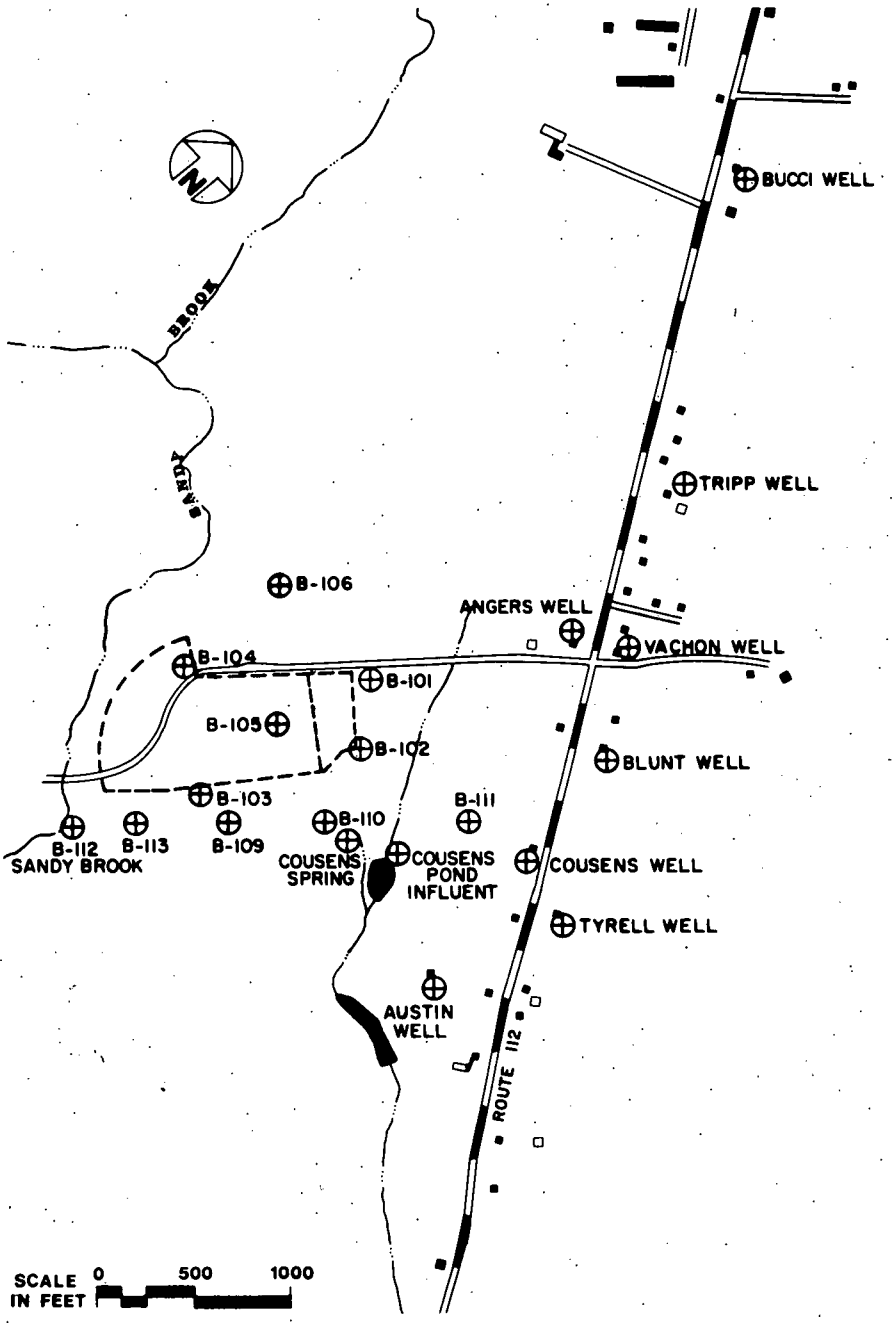 BUCCI WELL
N
BROOK
SANDY
TRIPP WELL
B-106
ANGERS WELL
VACHON WELL
B-104
B-101
B-105
B-102
BLUNT WELL
B-103
B-110
B-111
B-112
B-113
B-109
SANDY BROOK
COUSENS
SPRING
COUSENS
POND
INFLUENT
COUSENS WELL
TYRELL WELL
AUSTIN
WELL
ROUTE 112
SCALE
IN FEET
0 500 1000